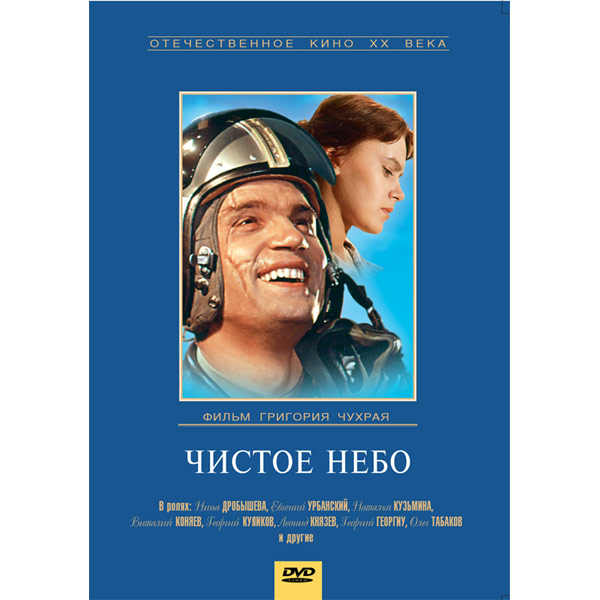 ОТЕЧЕСТВЕННОЕ КИНО XX ВЕКА
ФИЛЬМ ГРИГОРИЯ ЧУХРАЯ
ЧИСТОЕ НЕБО
В ролях: Нина ДРОБЫШЕВА, Евгений УРБАНСКИЙ, Наталья КУЗЬМИНА,
Виталий КОНЯЕВ, Георгий КУЛИКОВ, Леонид КНЯЗЕВ, Георгий ГЕОРГИУ, Олег ТАБАКОВ
и другие
DVD
VIDEO